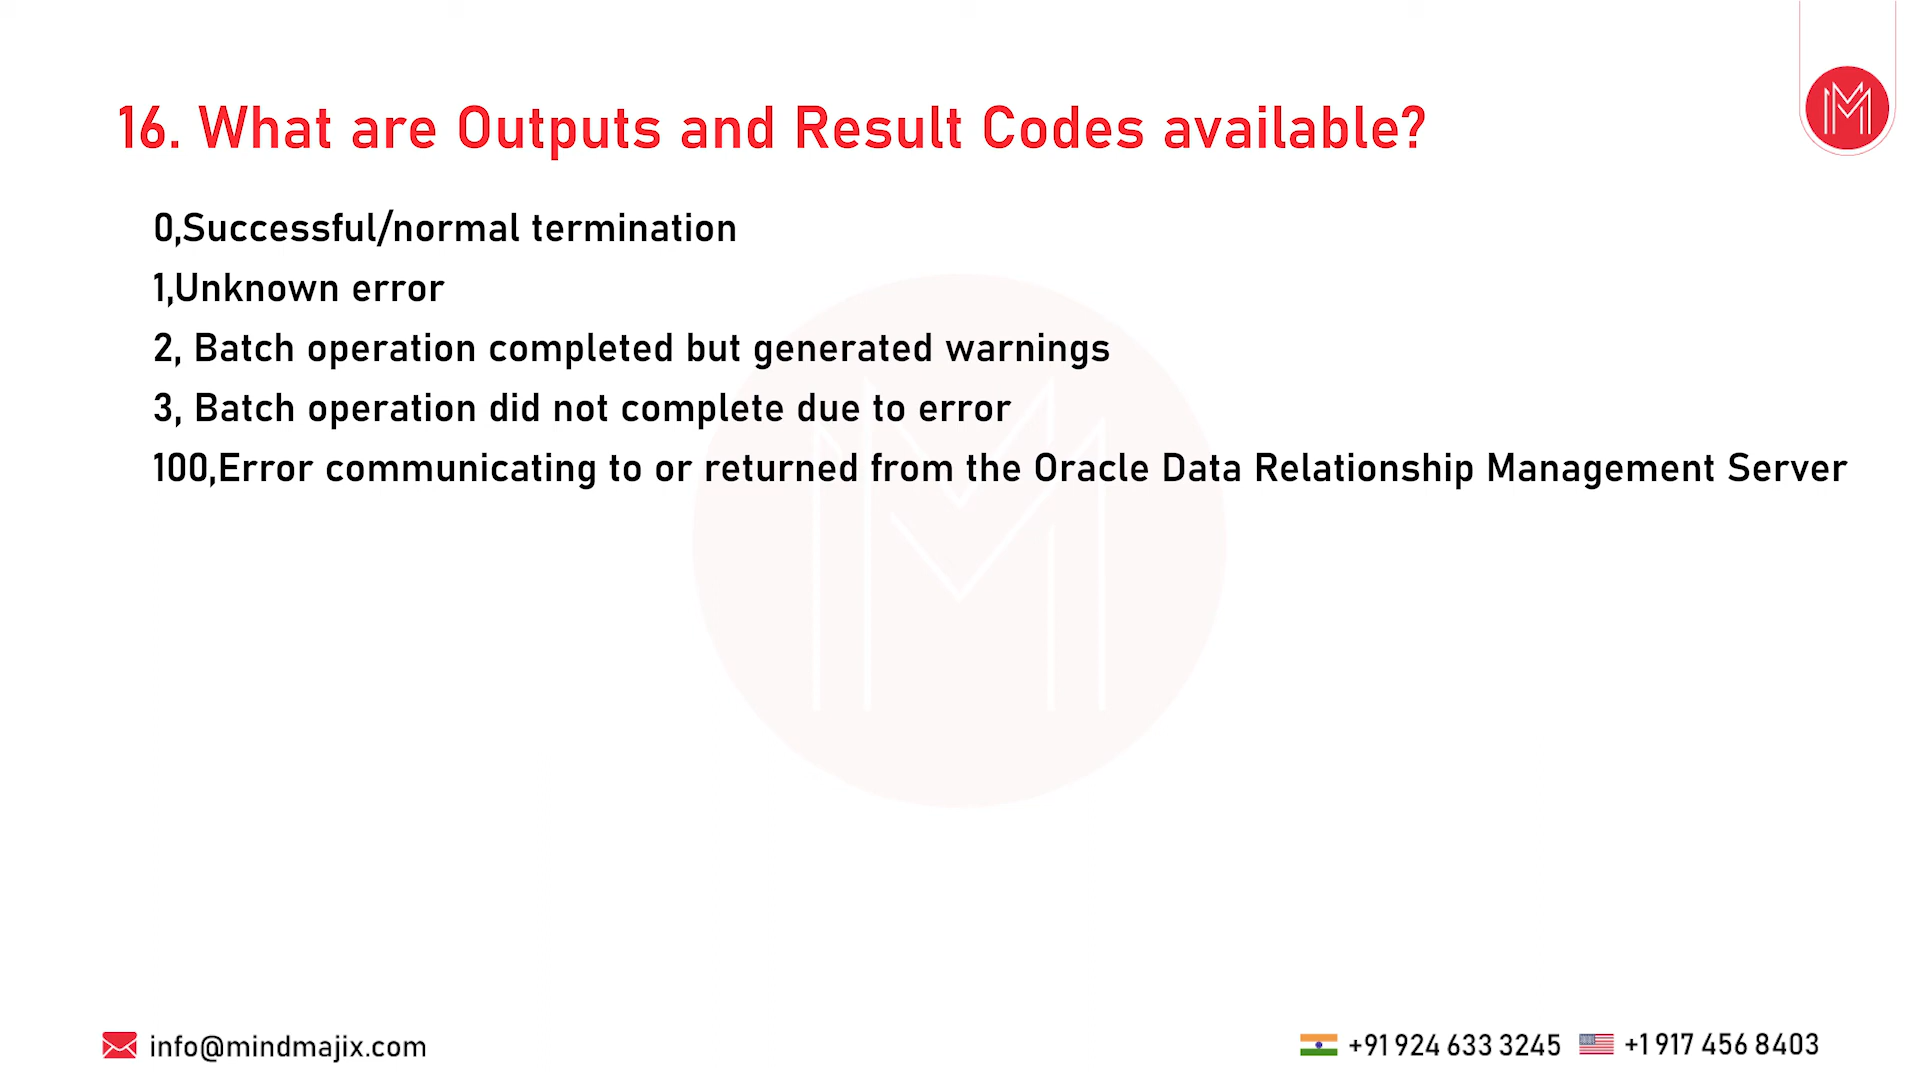 16. What are Outputs and Result Codes available?
0,Successful/normal termination
1,Unknown error
2, Batch operation completed but generated warnings
3, Batch operation did not complete due to error
100,Error communicating to or returned from the Oracle Data Relationship Management Server
info@mindmajix.com
+91 924 633 3245
+1 917 456 8403